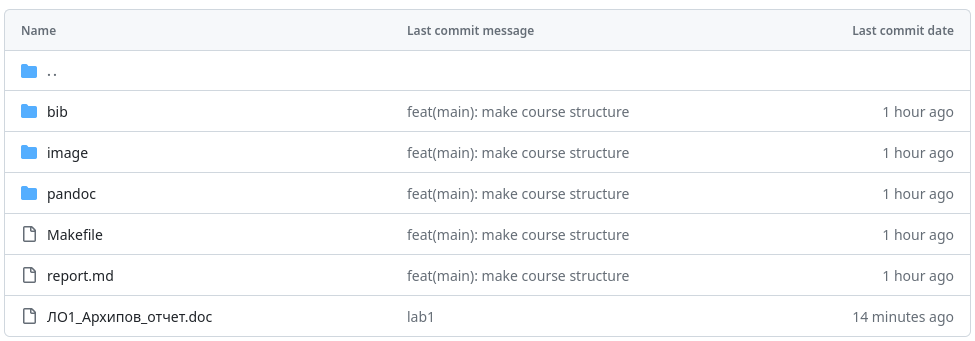 Name Last commit message Last commit date
..
bib feat(main): make course structure 1 hour ago
image feat(main): make course structure 1 hour ago
pandoc feat(main): make course structure 1 hour ago
Makefile feat(main): make course structure 1 hour ago
report.md feat(main): make course structure 1 hour ago
ЛО1_Архипов_отчет.doc lab1 14 minutes ago